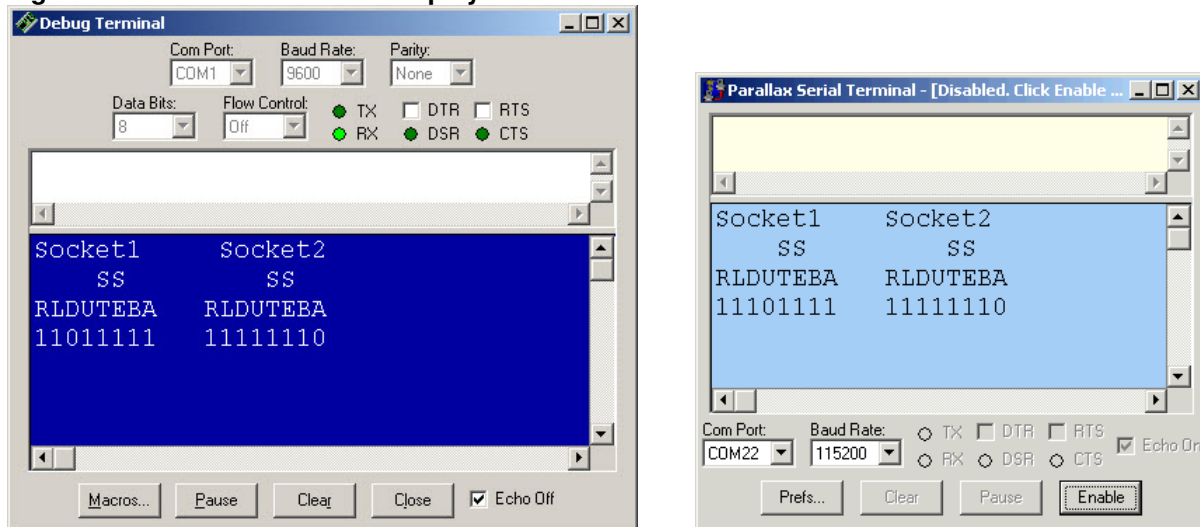 Debug Terminal
Com Port: Baud Rate: Parity:
COM1 9600 None
Data Bits: Flow Control: TX DTR RTS
8 Off RX DSR CTS
Socket1 Socket2
SS SS
RLDUTEBA RLDUTEBA
11011111 11111110
Macros... Pause Clear Close Echo Off
Parallax Serial Terminal - [Disabled. Click Enable ...
Socket1 Socket2
SS SS
RLDUTEBA RLDUTEBA
11101111 11111110
Com Port: Baud Rate: TX DTR RTS
COM22 115200 RX DSR CTS Echo On
Prefs... Clear Pause Enable